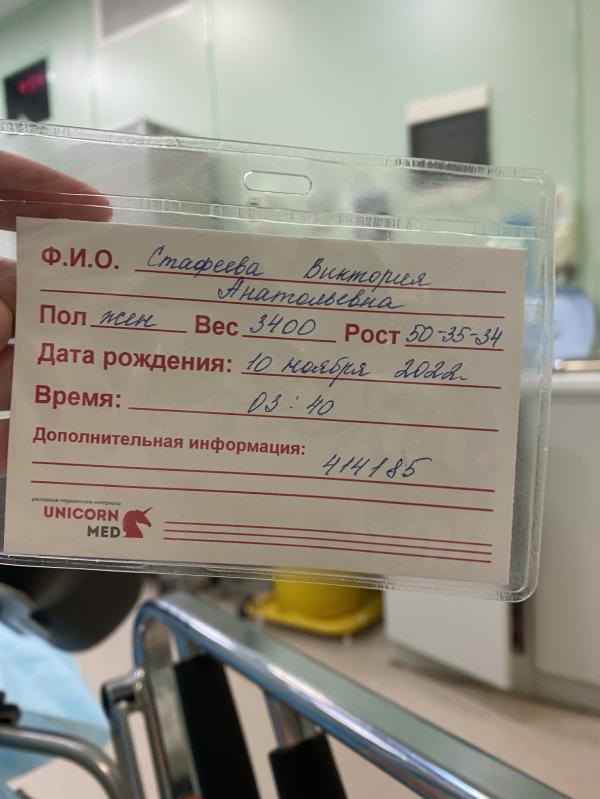 Ф.И.О. Стафеева Виктория
Анатольевна
Пол жен Вес 3400 Рост 50-35-34
Дата рождения: 10 ноября 2022г.
Время: 03:40
Дополнительная информация:
414185
расходные медицинские материалы
UNICORN
MED